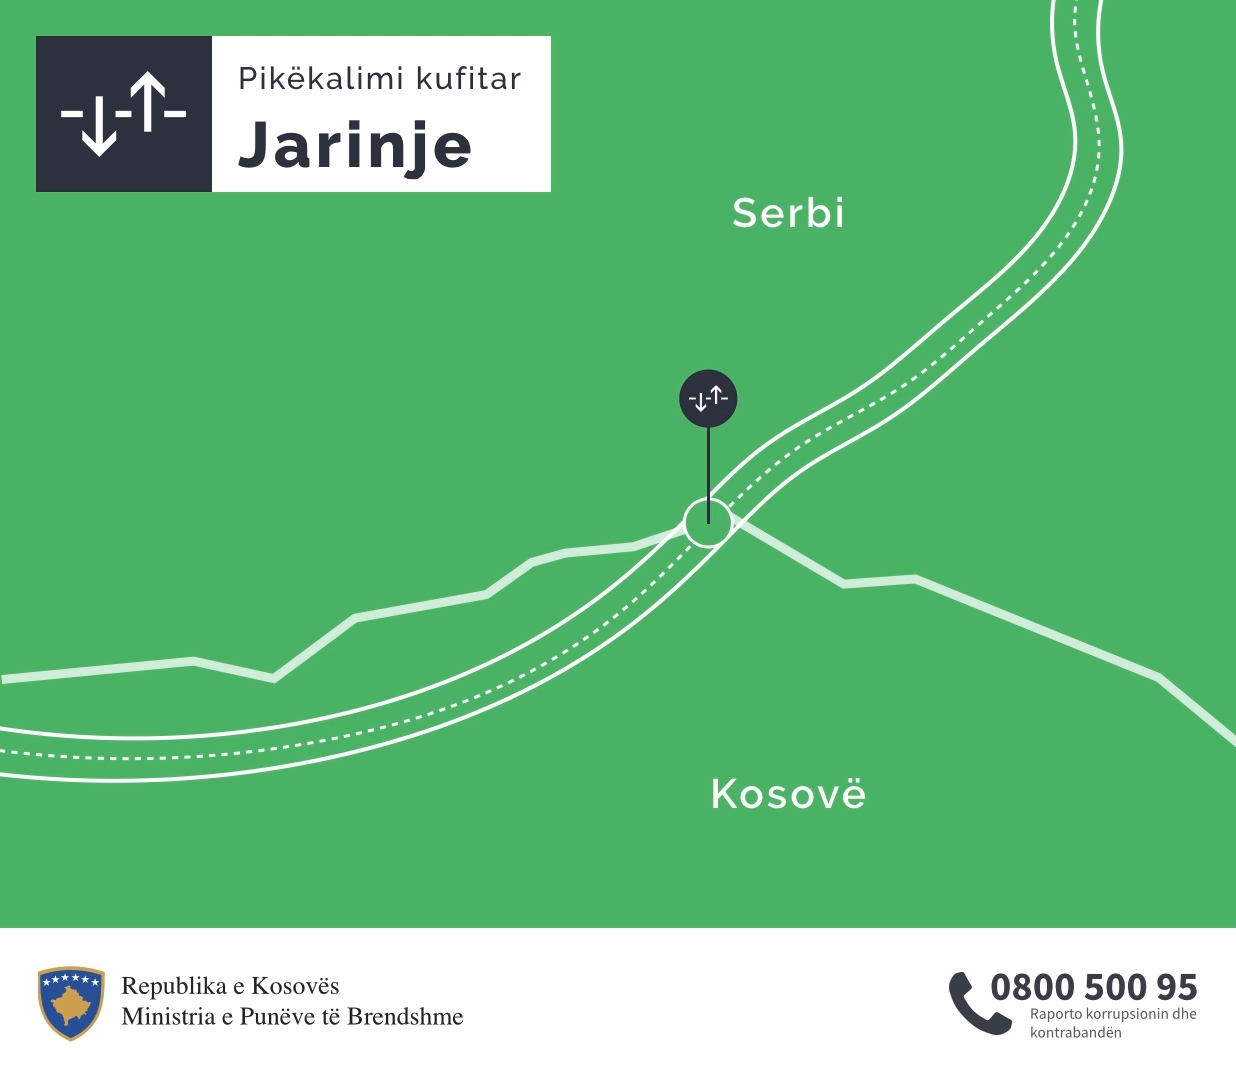 Pikëkalimi kufitar
Jarinje
Serbi
Kosovë
Republika e Kosovës
Ministria e Punëve të Brendshme
0800 500 95
Raporto korrupsionin dhe
kontrabandën